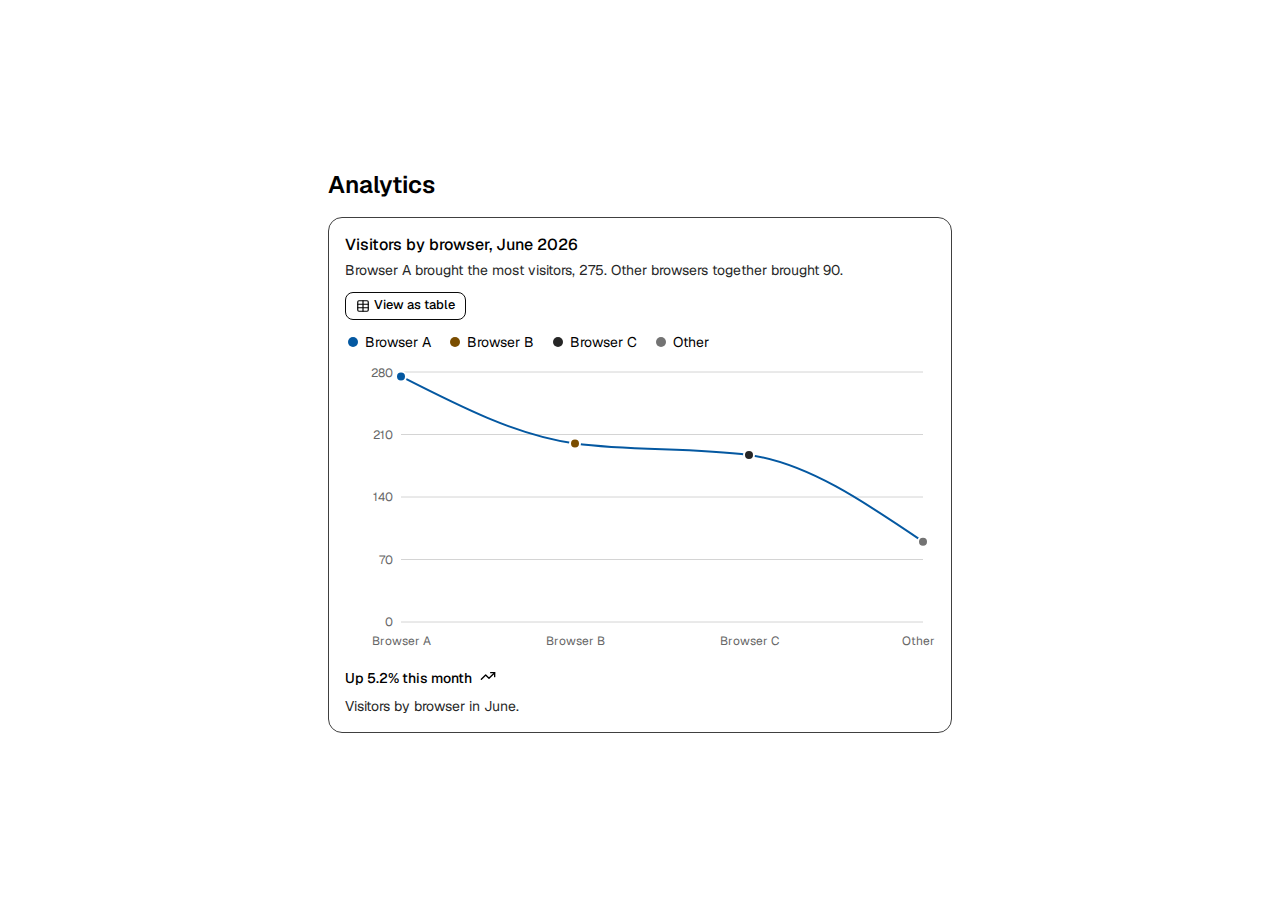 Analytics
Visitors by browser, June 2026
Browser A brought the most visitors, 275. Other browsers together brought 90.
View as table
Browser A Browser B Browser C Other
280
210
140
70
0
Browser A Browser B Browser C Other
Up 5.2% this month
Visitors by browser in June.